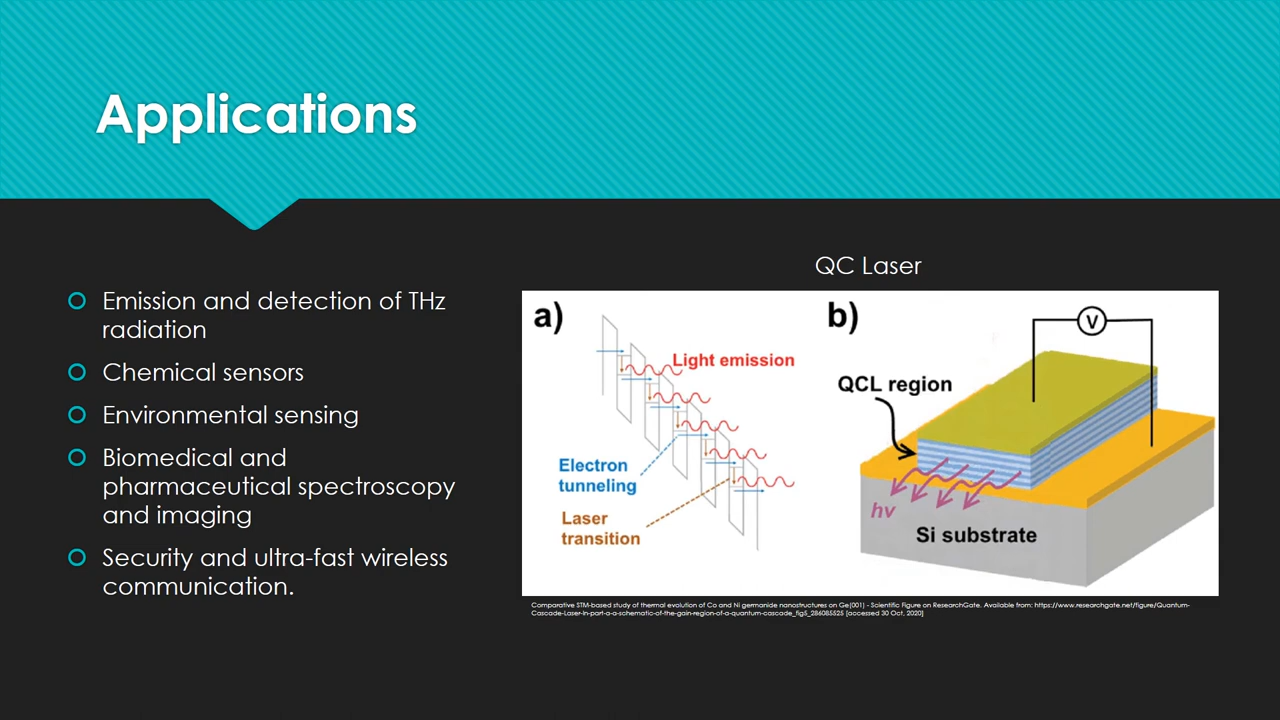 Applications
Emission and detection of THz
radiation
Chemical sensors
Environmental sensing
Biomedical and
pharmaceutical spectroscopy
and imaging
Security and ultra-fast wireless
communication.
QC Laser
a)
Light emission
Electron
tunneling
Laser
transition
b)
V
QCL region
hv
Si substrate
Comparative STM-based study of thermal evolution of Co and Ni germanide nanostructures on Ge(001) - Scientific Figure on ResearchGate. Available from: https://www.researchgate.net/figure/Quantum-
Cascade-Laser-in-part-a-a-schematic-of-the-gain-region-of-a-quantum-cascade_fig5_286085525 [accessed 30 Oct, 2020]